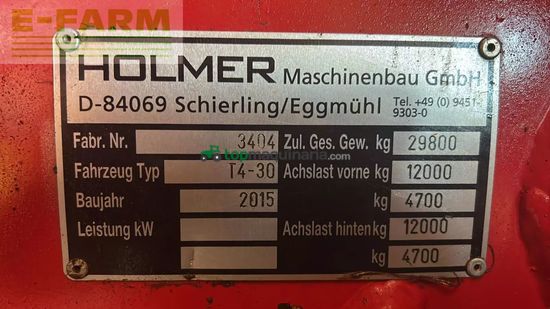 E-FARM
HOLMER Maschinenbau GmbH
D-84069 Schierling/Eggmühl Tel. +49 (0) 9451-
9303-0
Fabr. Nr. 3404 Zul. Ges. Gew. kg 29800
topmaquinaria.com
Fahrzeug Typ T4-30 Achslast vorne kg 12000
Baujahr 2015 kg 4700
Leistung kW Achslast hinten kg 12000
kg 4700